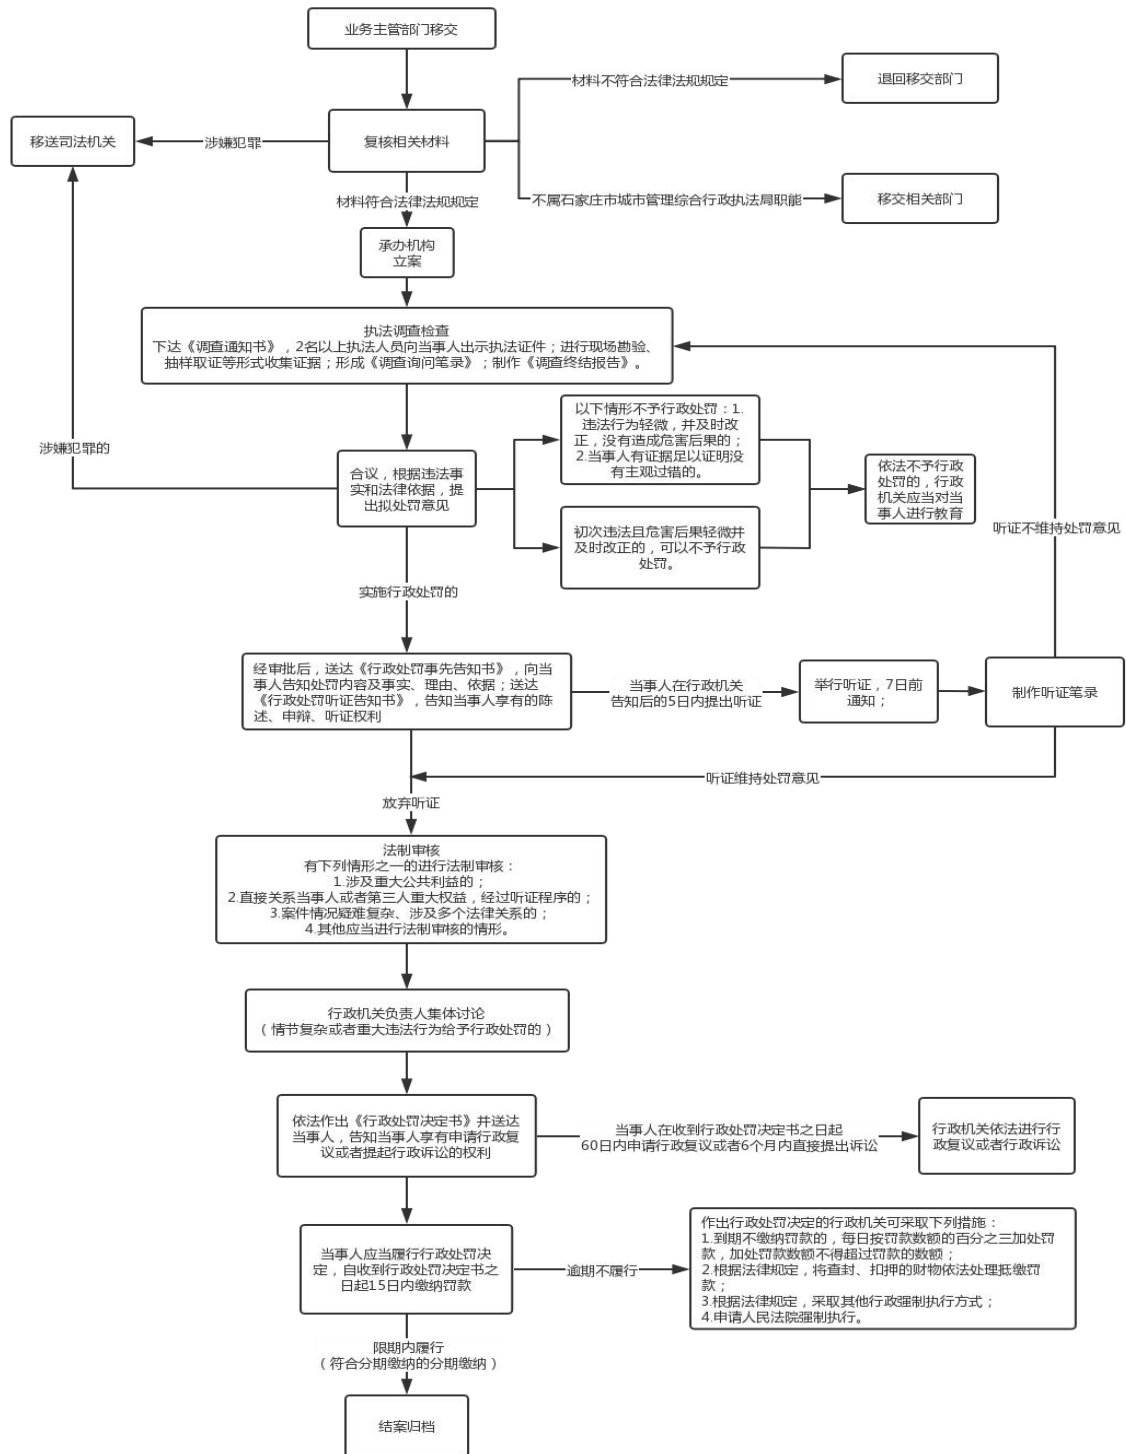 业务主管部门移交
材料不符合法律法规规定
退回移交部门
移送司法机关
涉嫌犯罪
复核相关材料
不属石家庄市城市管理综合行政执法局职能
移交相关部门
材料符合法律法规规定
承办机构
立案
执法调查检查
下达《调查通知书》，2名以上执法人员向当事人出示执法证件；进行现场勘验、
抽样取证等形式收集证据；形成《调查询问笔录》；制作《调查终结报告》。
以下情形不予行政处罚：1.
违法行为轻微，并及时改
正，没有造成危害后果的；
2.当事人有证据足以证明没
有主观过错的。
涉嫌犯罪的
合议，根据违法事
实和法律依据，提
出拟处罚意见
依法不予行政
处罚的，行政
机关应当对当
事人进行教育
初次违法且危害后果轻微并
及时改正的，可以不予行政
处罚。
听证不维持处罚意见
实施行政处罚的
经审批后，送达《行政处罚事先告知书》，向当
事人告知处罚内容及事实、理由、依据；送达
《行政处罚听证告知书》，告知当事人享有的陈
述、申辩、听证权利
当事人在行政机关
告知后的5日内提出听证
举行听证，7日前
通知；
制作听证笔录
听证维持处罚意见
放弃听证
法制审核
有下列情形之一的进行法制审核：
1.涉及重大公共利益的；
2.直接关系当事人或者第三人重大权益，经过听证程序的；
3.案件情况疑难复杂、涉及多个法律关系的；
4.其他应当进行法制审核的情形。
行政机关负责人集体讨论
（情节复杂或者重大违法行为给予行政处罚的）
依法作出《行政处罚决定书》并送达
当事人，告知当事人享有申请行政复
议或者提起行政诉讼的权利
当事人在收到行政处罚决定书之日起
60日内申请行政复议或者6个月内直接提出诉讼
行政机关依法进行行
政复议或者行政诉讼
当事人应当履行行政处罚决
定，自收到行政处罚决定书之
日起15日内缴纳罚款
逾期不履行
作出行政处罚决定的行政机关可采取下列措施：
1.到期不缴纳罚款的，每日按罚款数额的百分之三加处罚
款，加处罚款数额不得超过罚款的数额；
2.根据法律规定，将查封、扣押的财物依法处理抵缴罚
款；
3.根据法律规定，采取其他行政强制执行方式；
4.申请人民法院强制执行。
限期内履行
（符合分期缴纳的分期缴纳）
结案归档